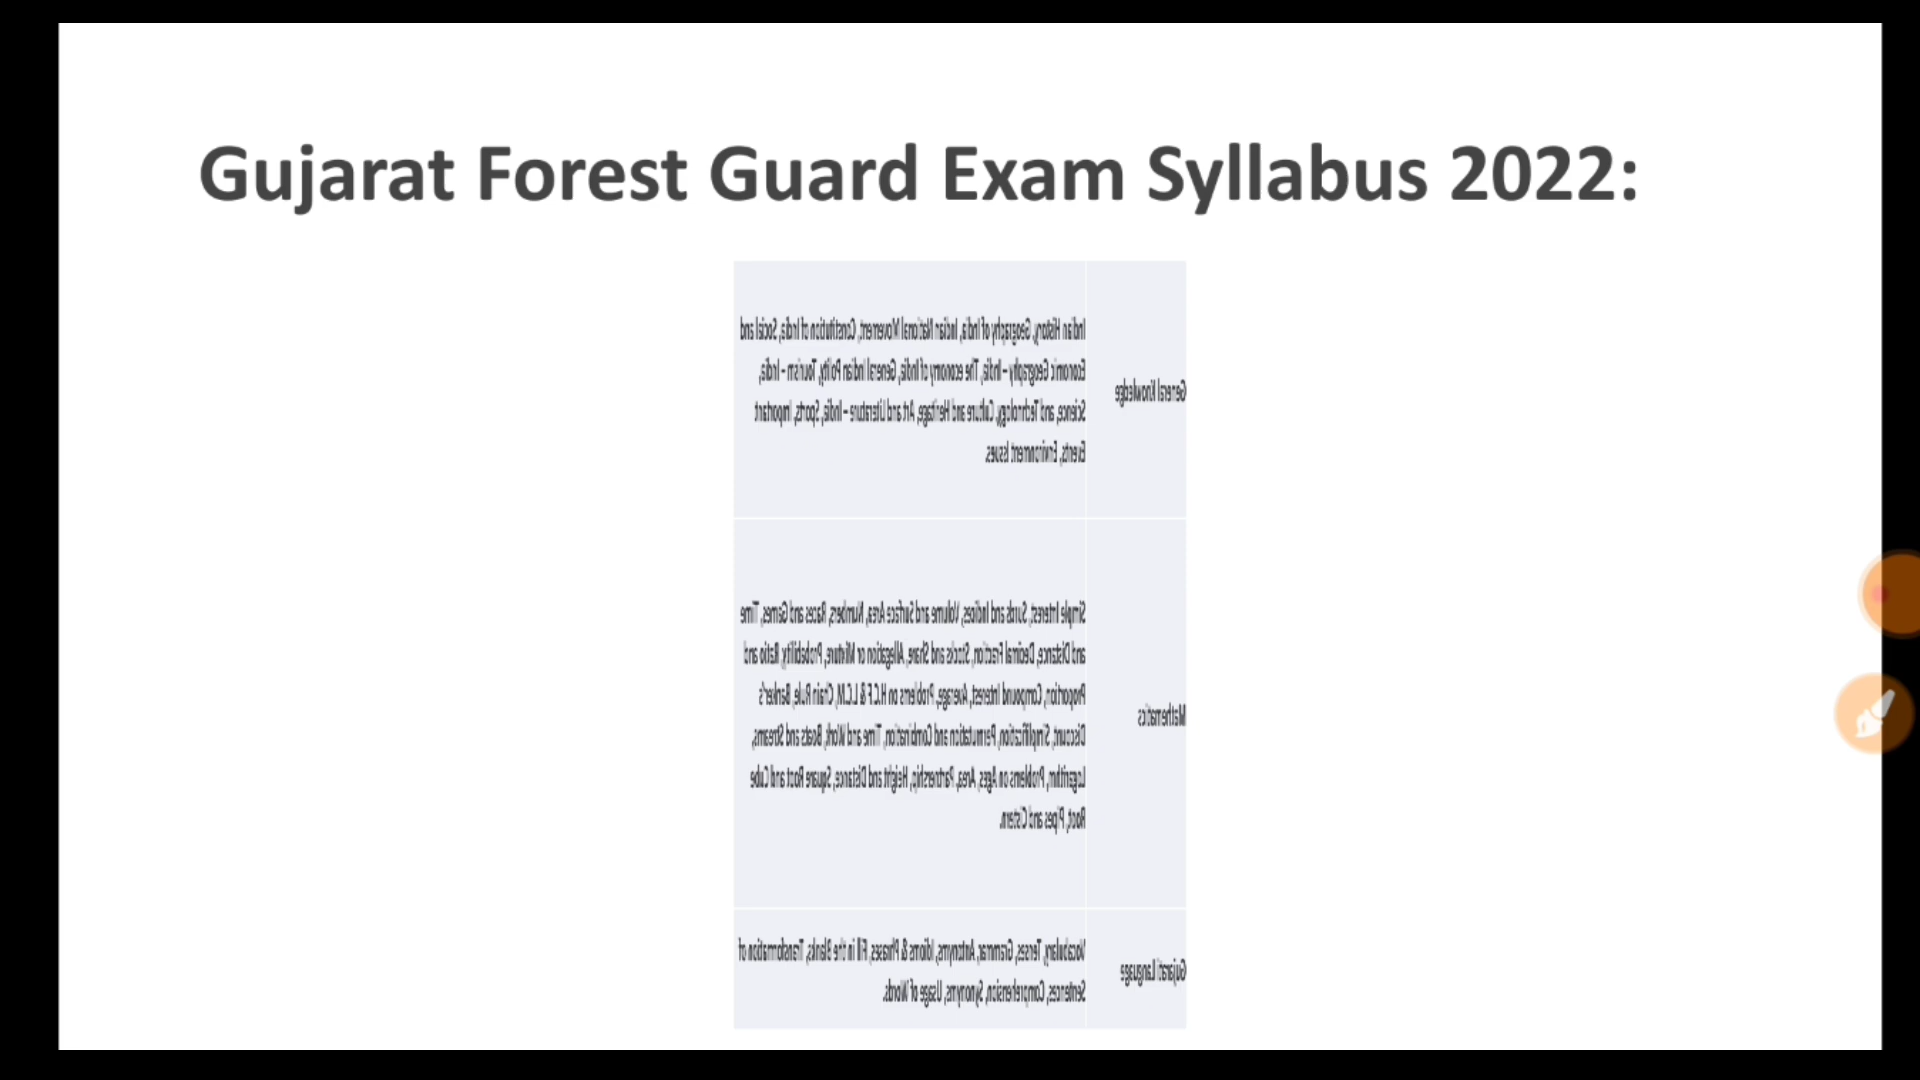 Gujarat Forest Guard Exam Syllabus 2022:
General Knowledge
Indian History, Geography of India, Indian National Movement, Constitution of India, Social and
Economic Geography – India, The economy of India, General Indian Polity, Tourism – India,
Science, and Technology, Culture and Heritage, Art and Literature – India, Sports, Important
Events, Environment Issues.
Mathematics
Simple Interest, Surds and Indices, Volume and Surface Area, Numbers, Races and Games, Time
and Distance, Decimal Fraction, Stocks and Share, Allegation or Mixture, Probability, Ratio and
Proportion, Compound Interest, Average, Problems on H.C.F & L.C.M, Chain Rule, Banker's
Discount, Simplification, Permutation and Combination, Time and Work, Boats and Streams,
Logarithm, Problems on Ages, Area, Partnership, Height and Distance, Square Root and Cube
Root, Pipes and Cistern.
Gujarati Language
Vocabulary, Tenses, Grammar, Antonyms, Idioms & Phrases, Fill in the Blanks, Transformation of
Sentences, Comprehension, Synonyms, Usage of Words.